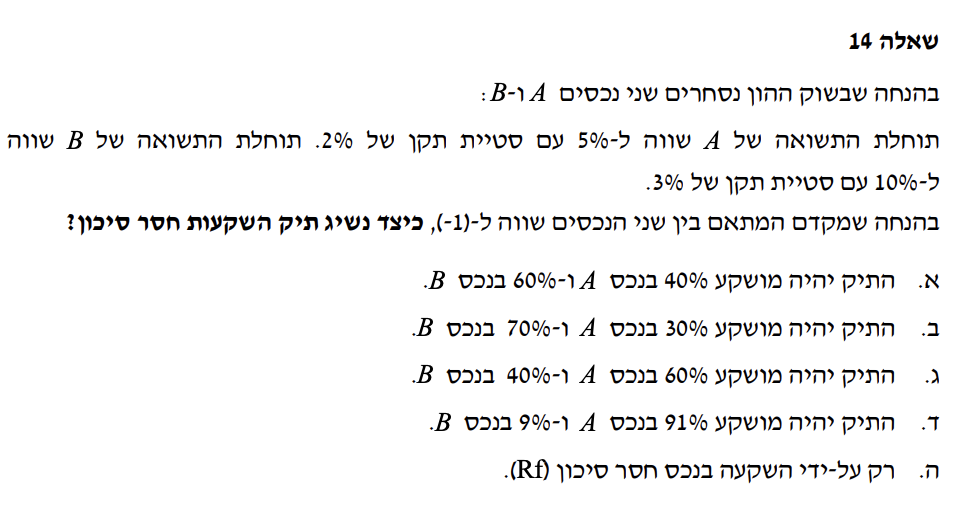 שאלה 14
בהנחה שבשוק ההון נסחרים שני נכסים A ו-B:
תוחלת התשואה של A שווה ל-5% עם סטיית תקן של 2%. תוחלת התשואה של B שווה
ל-10% עם סטיית תקן של 3%.
בהנחה שמקדם המתאם בין שני הנכסים שווה ל-(1-), כיצד נשיג תיק השקעות חסר סיכון?
א. התיק יהיה מושקע 40% בנכס A ו-60% בנכס B.
ב. התיק יהיה מושקע 30% בנכס A ו-70% בנכס B.
ג. התיק יהיה מושקע 60% בנכס A ו-40% בנכס B.
ד. התיק יהיה מושקע 91% בנכס A ו-9% בנכס B.
ה. רק על-ידי השקעה בנכס חסר סיכון (Rf).